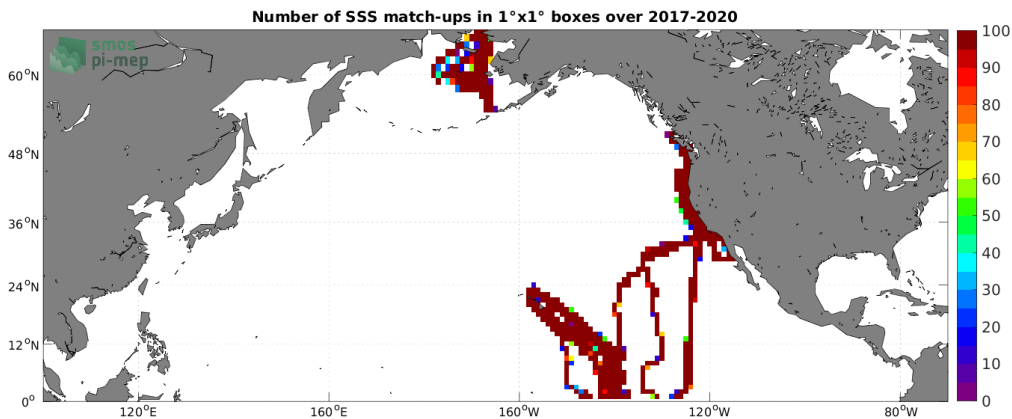 Number of SSS match-ups in 1°x1° boxes over 2017-2020
smos
pi-mep
60°N
48°N
36°N
24°N
12°N
0°
120°E
160°E
160°W
120°W
80°W
100
90
80
70
60
50
40
30
20
10
0